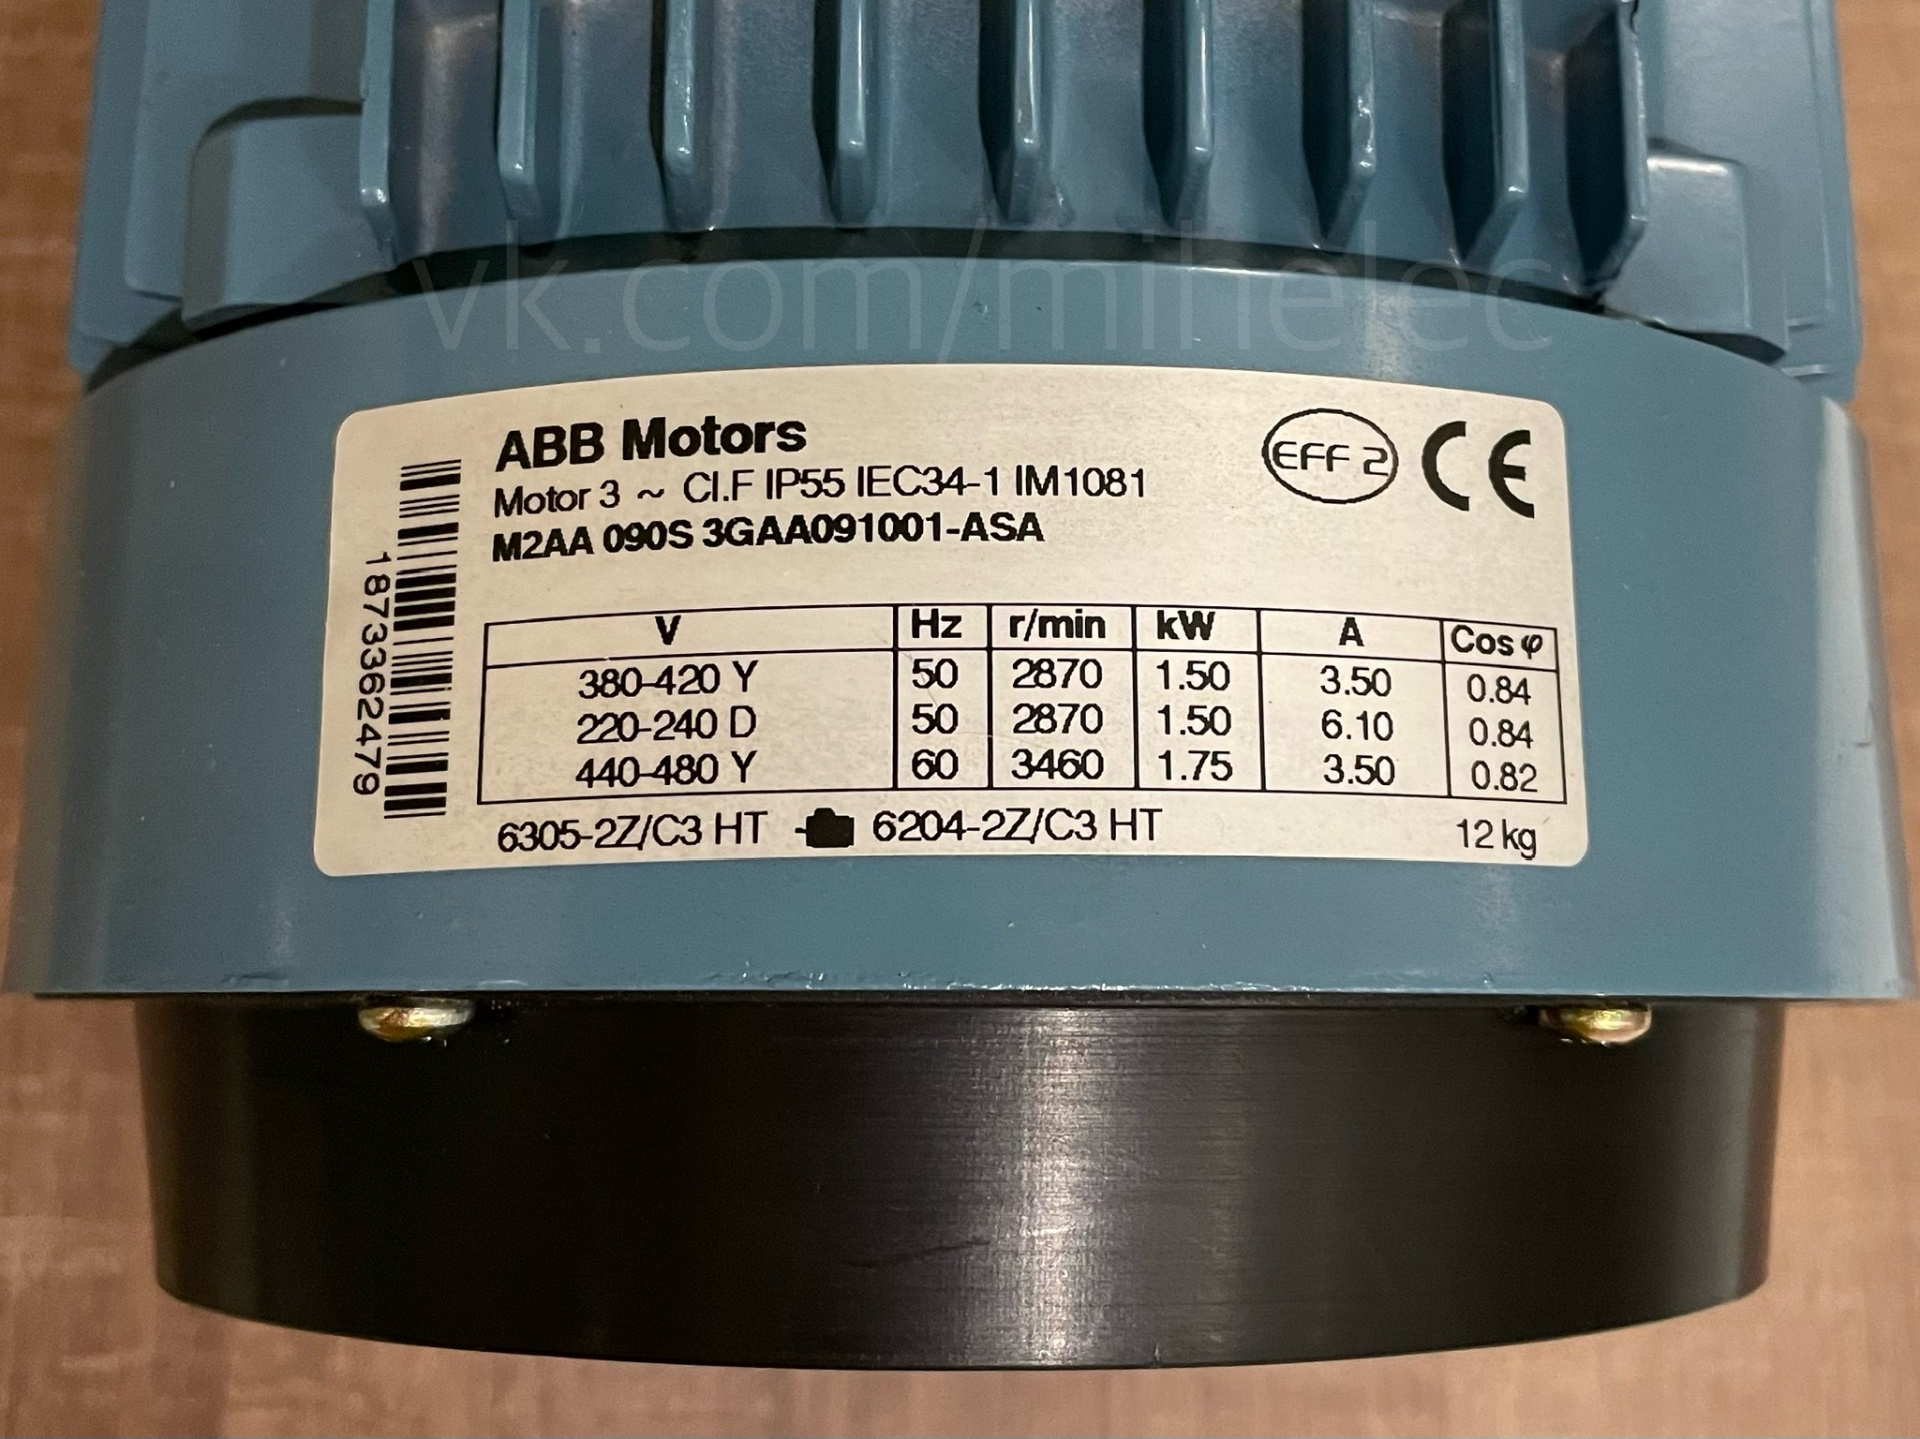 vk.com/mihelec
ABB Motors
Motor 3 ~ Cl.F IP55 IEC34-1 IM1081
M2AA 090S 3GAA091001-ASA
EFF 2 CE
1873362479
V Hz r/min kW A Cos φ
380-420 Y 50 2870 1.50 3.50 0.84
220-240 D 50 2870 1.50 6.10 0.84
440-480 Y 60 3460 1.75 3.50 0.82
6305-2Z/C3 HT 6204-2Z/C3 HT 12 kg